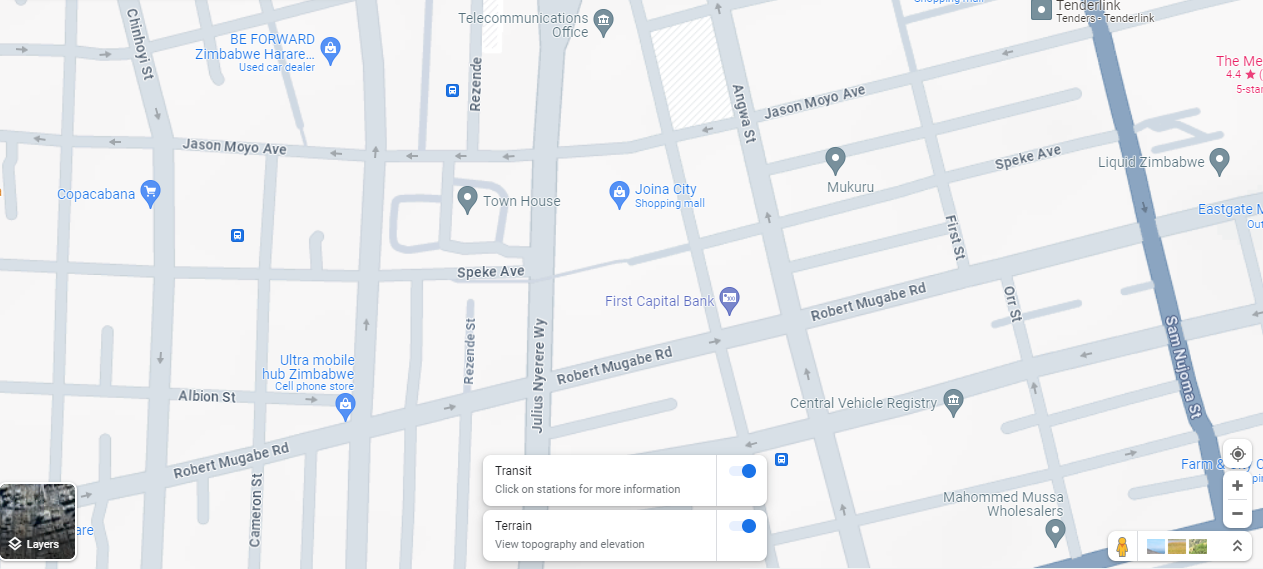 Telecommunications
Office
Shopping mall
Tenderlink
Tenders - Tenderlink
Chinhoyi St
BE FORWARD
Zimbabwe Harare...
Used car dealer
Rezende
The Me
4.4 ★ (
5-star
Angwa St
Jason Moyo Ave
Jason Moyo Ave
Speke Ave
Liquid Zimbabwe
Copacabana
Town House
Joina City
Shopping mall
Mukuru
Eastgate M
Out
First St
Speke Ave
First Capital Bank
Robert Mugabe Rd
Orr St
Sam Nujoma St
Rezende St
Julius Nyerere Wy
Robert Mugabe Rd
Ultra mobile
hub Zimbabwe
Cell phone store
Albion St
Central Vehicle Registry
Robert Mugabe Rd
Cameron St
Farm & City C
Mahommed Mussa
Wholesalers
are
Layers
Transit
Click on stations for more information
Terrain
View topography and elevation